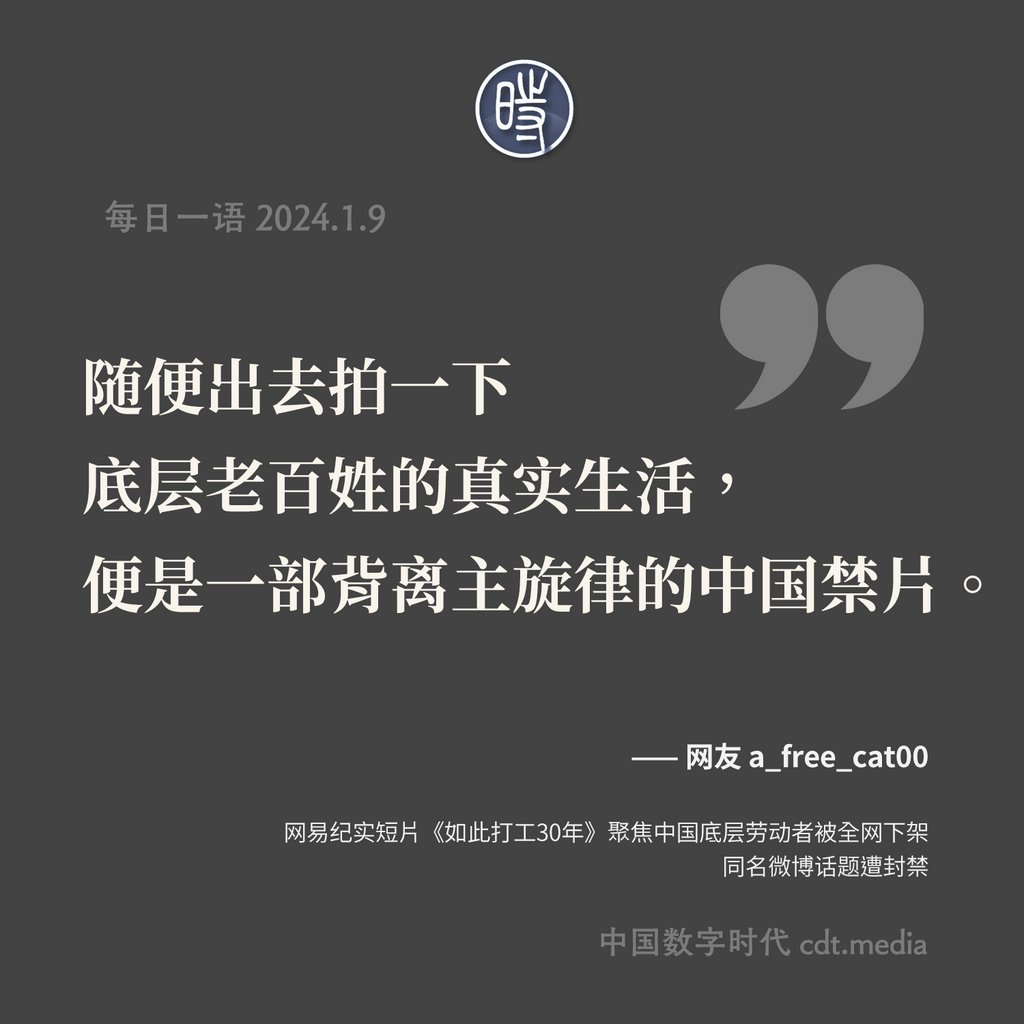 時
每日一语 2024.1.9
”
随便出去拍一下
底层老百姓的真实生活，
便是一部背离主旋律的中国禁片。
—— 网友 a_free_cat00
网易纪实短片《如此打工30年》聚焦中国底层劳动者被全网下架
同名微博话题遭封禁
中国数字时代 cdt.media